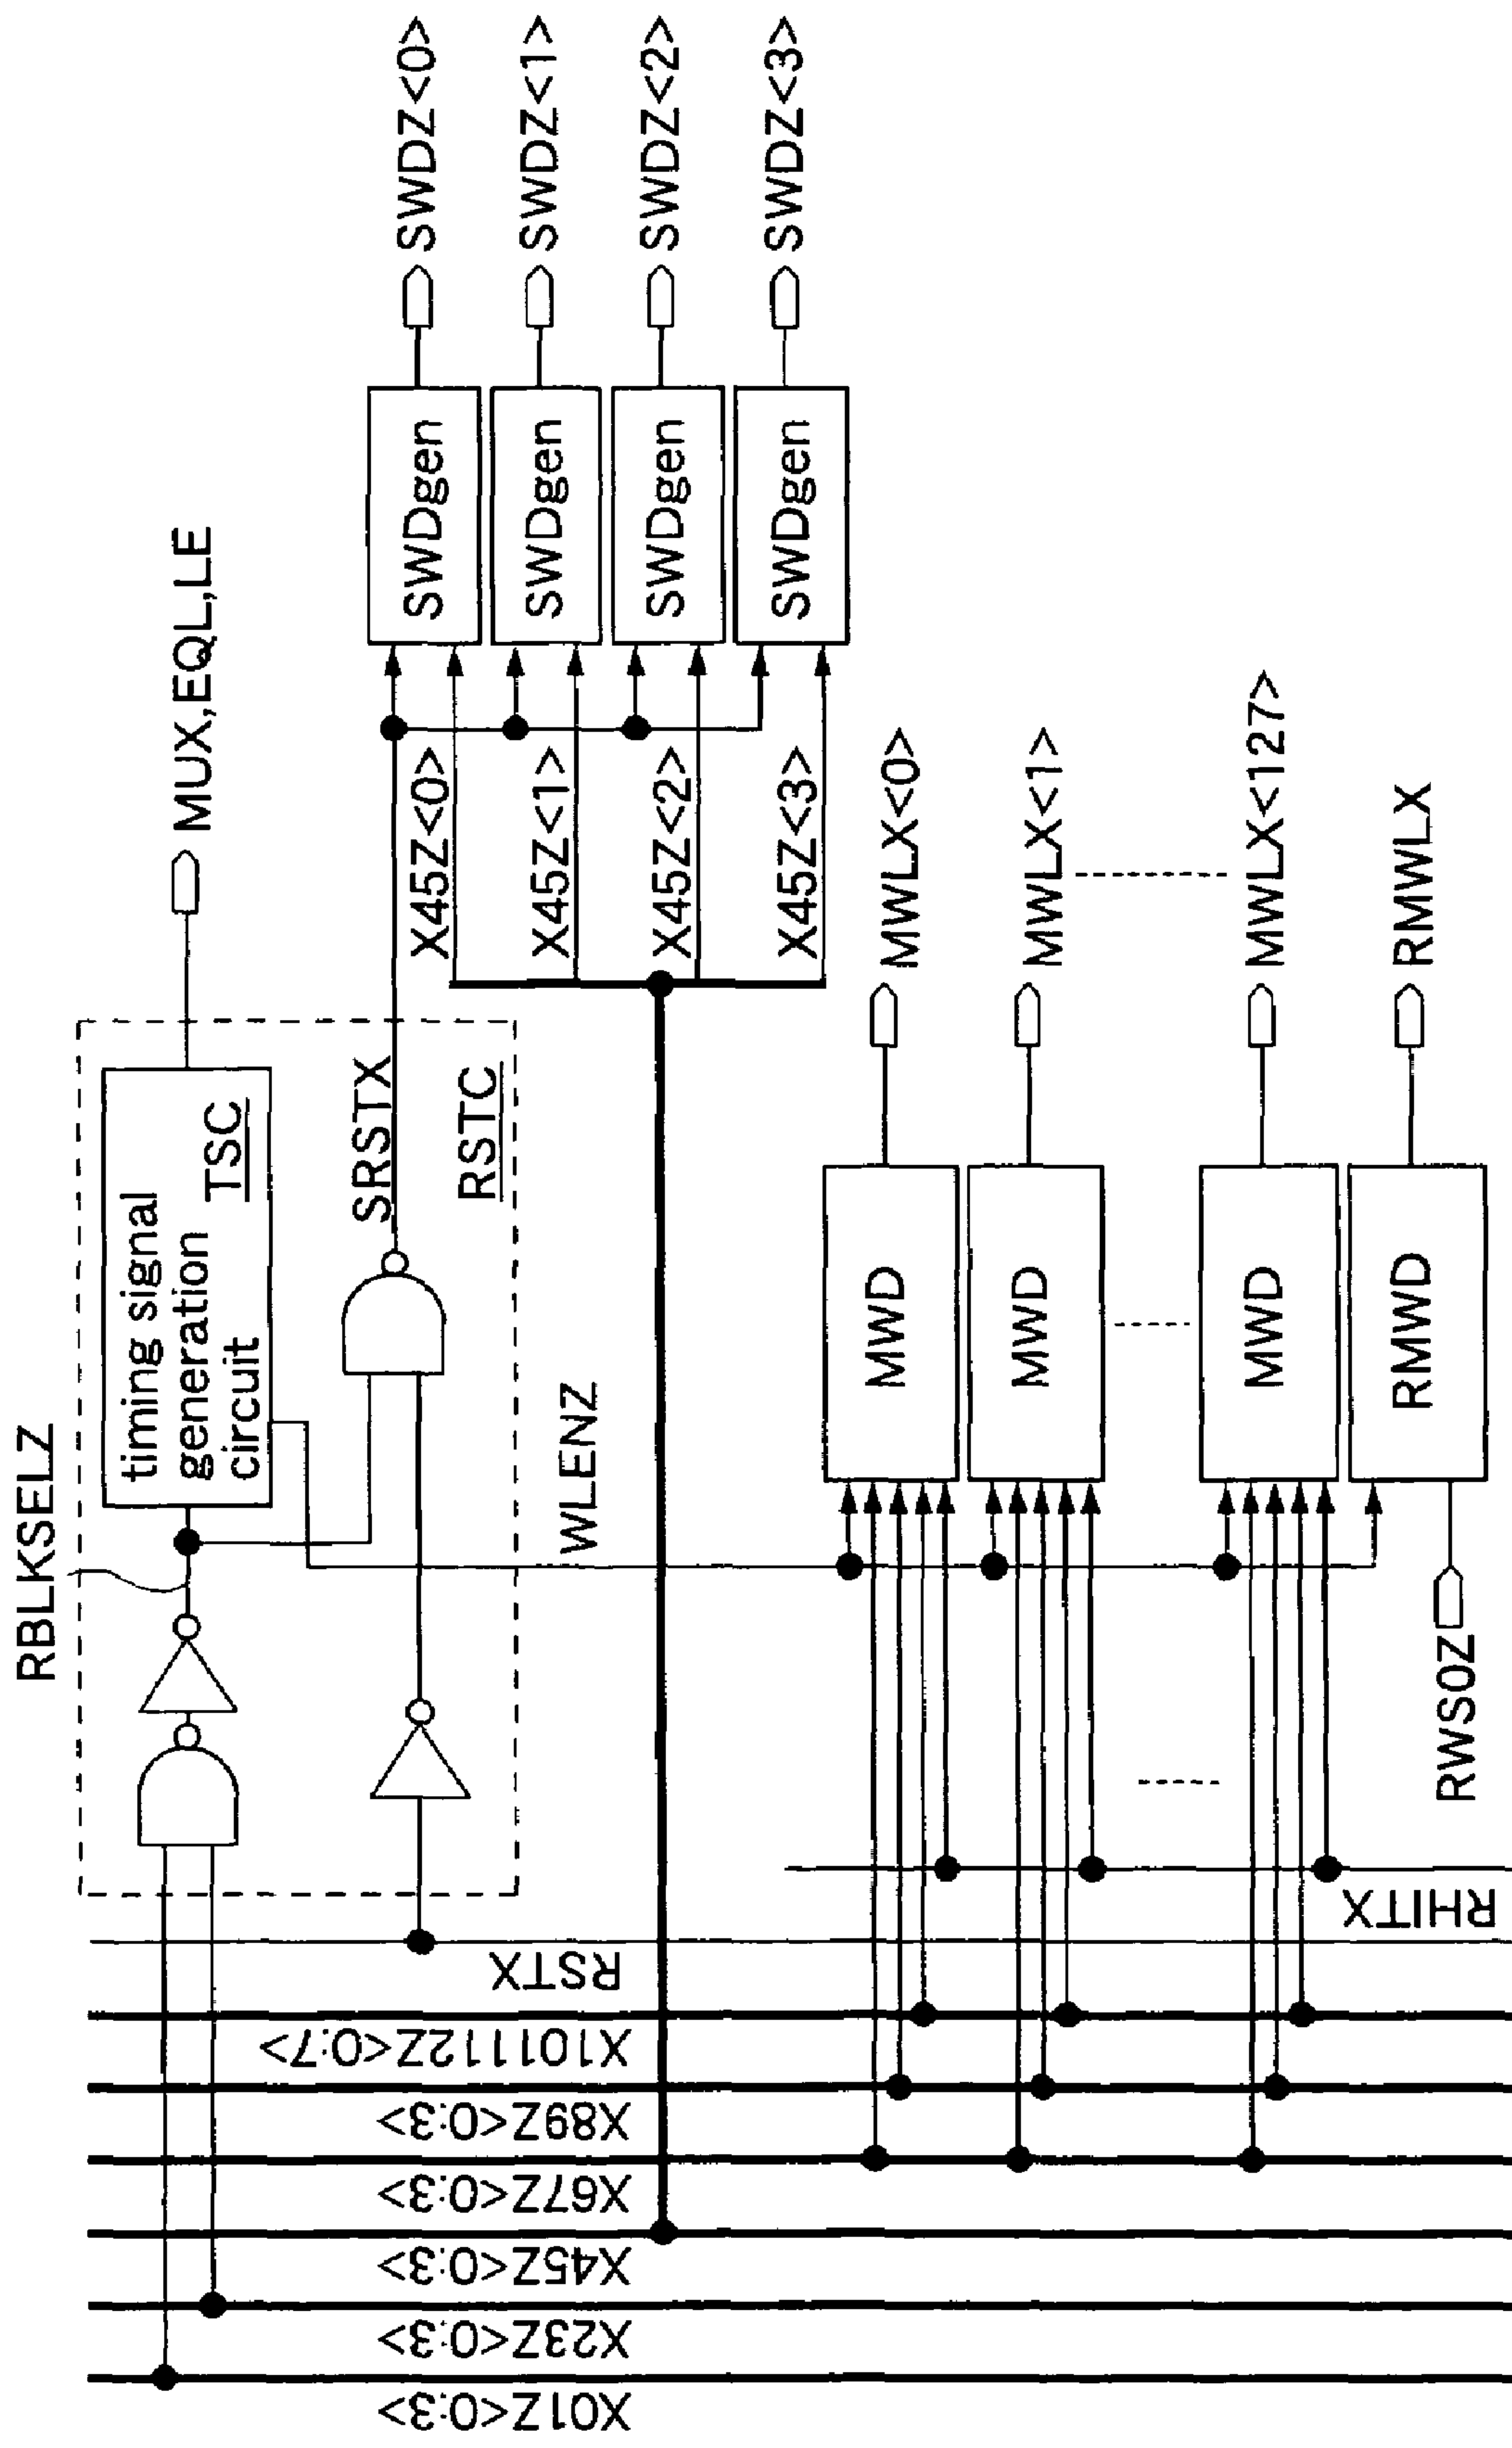 RBLKSELZ
timing signal
generation
circuit
TSC
MUX,EQL,LE
SRSTX
RSTC
WLENZ
X45Z<0>
X45Z<1>
X45Z<2>
X45Z<3>
SWDgen
SWDgen
SWDgen
SWDgen
SWDZ<0>
SWDZ<1>
SWDZ<2>
SWDZ<3>
MWD
MWD
MWD
RMWD
MWLX<0>
MWLX<1>
MWLX<127>
RMWLX
RWS0Z
RHITX
RSTX
X101112Z<0:7>
X89Z<0:3>
X67Z<0:3>
X45Z<0:3>
X23Z<0:3>
X01Z<0:3>